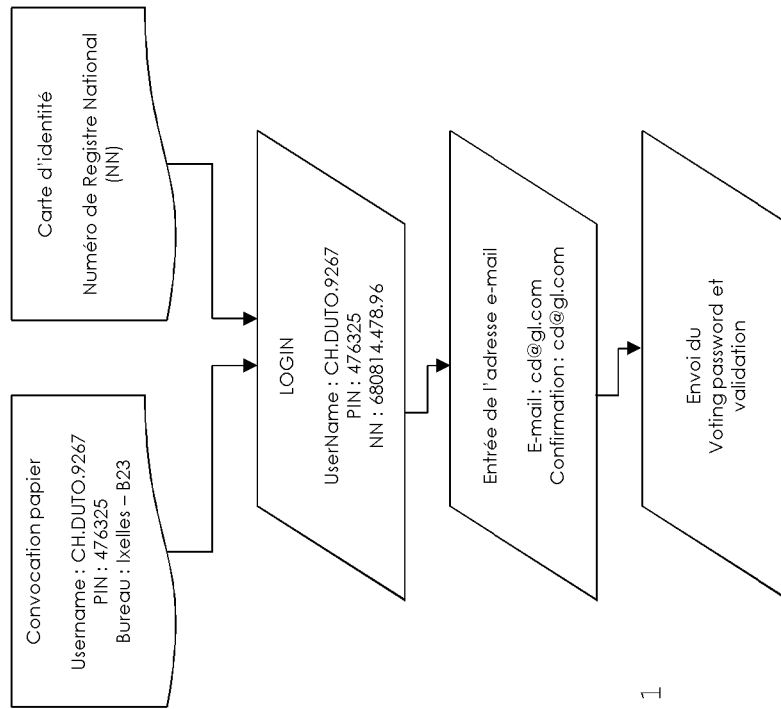 Convocation papier
Username : CH.DUTO.9267
PIN : 476325
Bureau : Ixelles – B23
Carte d'identité
Numéro de Registre National
(NN)
LOGIN
UserName : CH.DUTO.9267
PIN : 476325
NN : 680814.478.96
Entrée de l'adresse e-mail
E-mail : cd@gl.com
Confirmation : cd@gl.com
Envoi du
Voting password et
validation
1